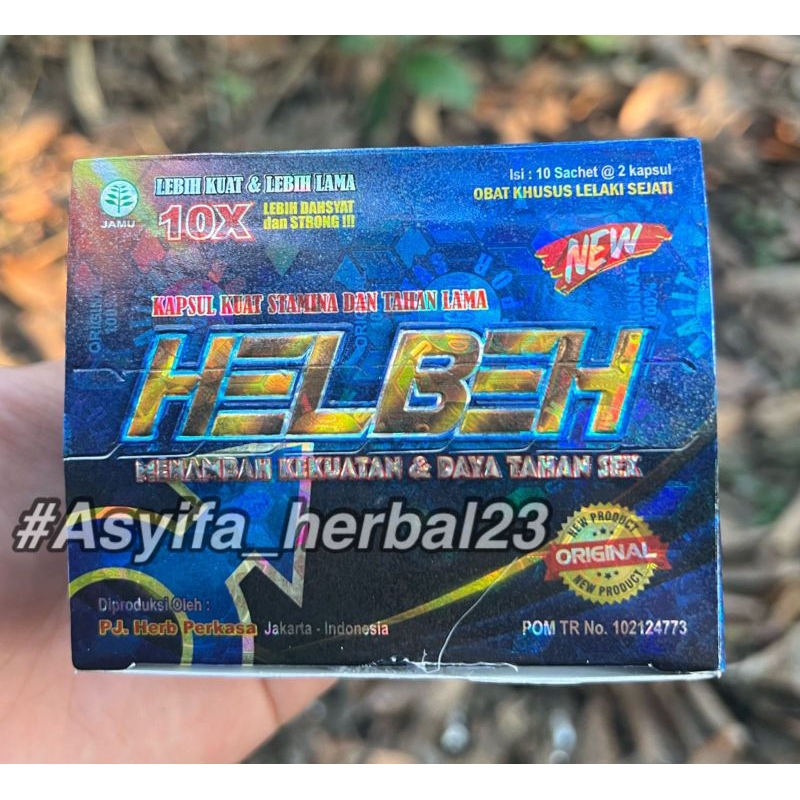 JAMU
LEBIH KUAT & LEBIH LAMA
10X LEBIH DAHSYAT
dan STRONG !!!
Isi : 10 Sachet @ 2 kapsul
OBAT KHUSUS LELAKI SEJATI
NEW
KAPSUL KUAT STAMINA DAN TAHAN LAMA
HELBEH
MENAMBAH KEKUATAN & DAYA TAHAN SEX
#Asyifa_herbal23
NEW PRODUCT
ORIGINAL
NEW PRODUCT
Diproduksi Oleh :
PJ. Herb Perkasa Jakarta - Indonesia
POM TR No. 102124773